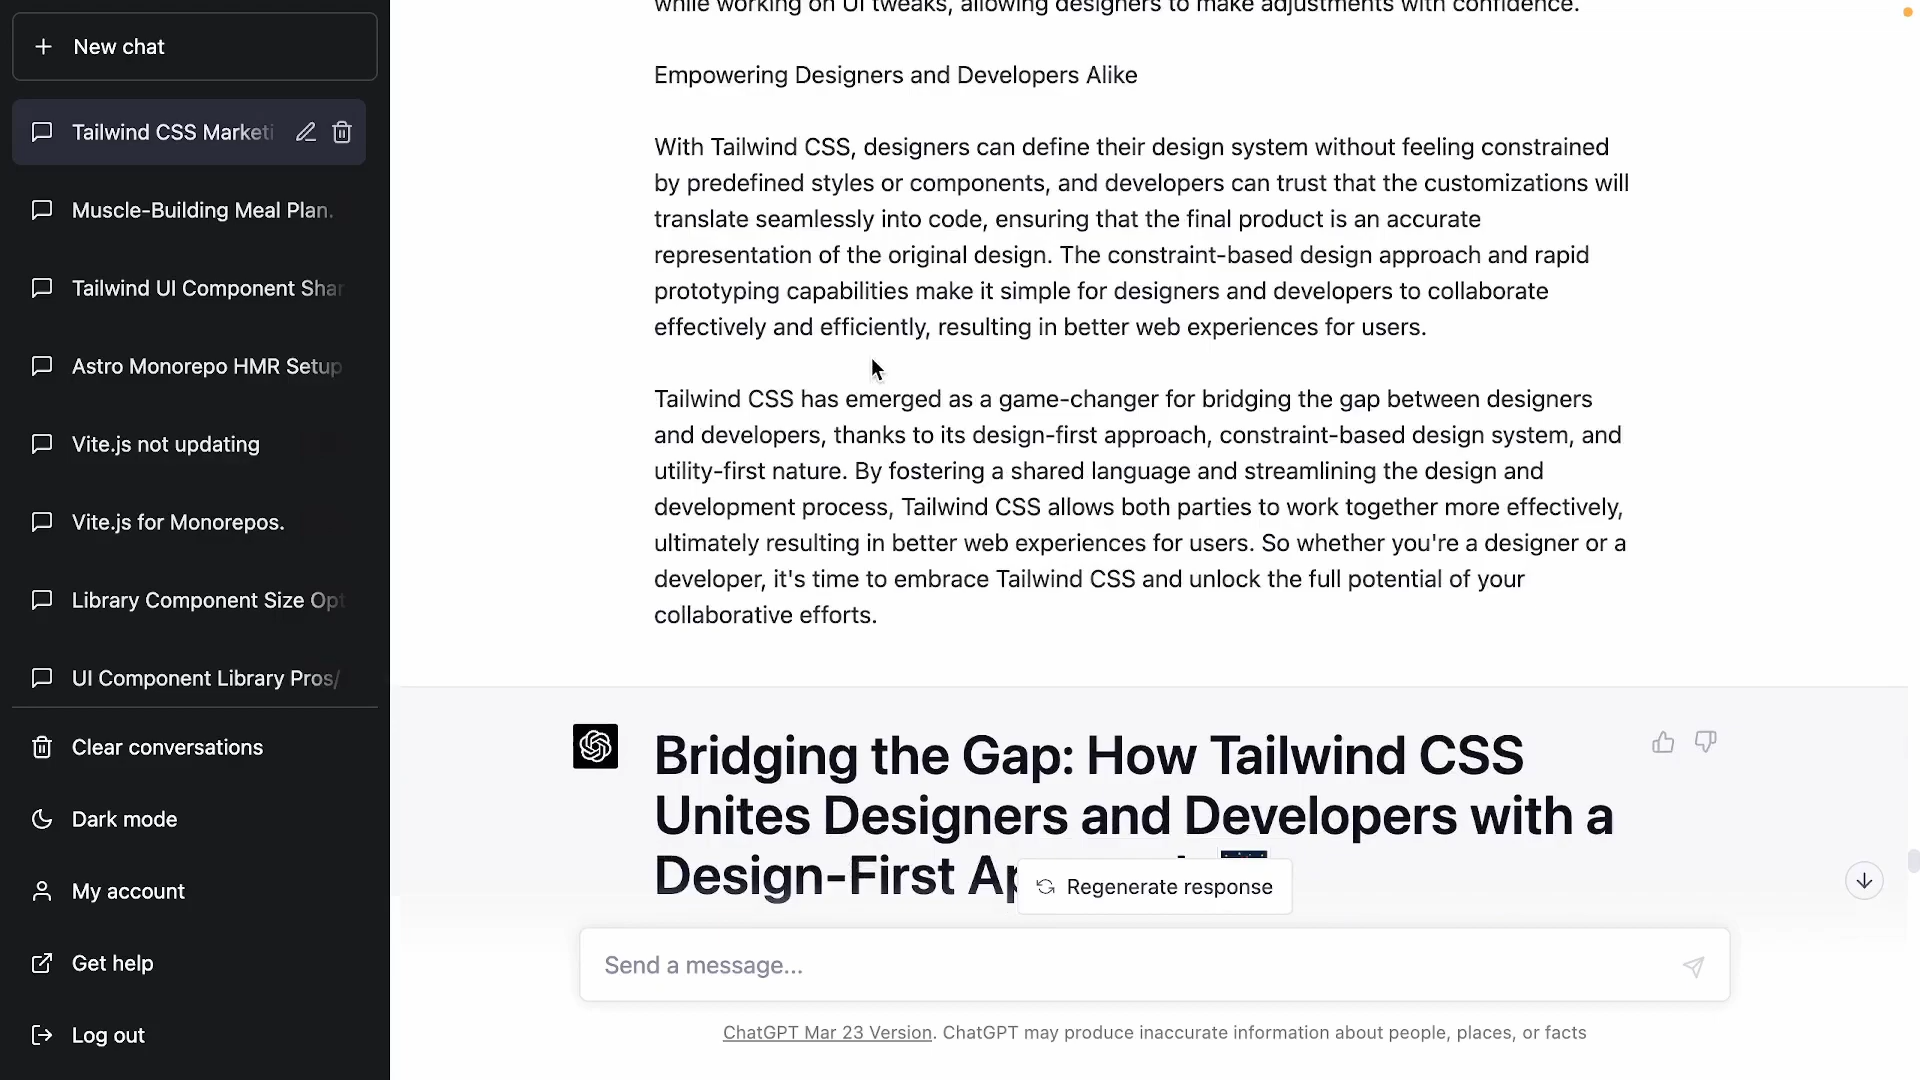 New chat
Tailwind CSS Marketi
Muscle-Building Meal Plan.
Tailwind UI Component Shar
Astro Monorepo HMR Setup
Vite.js not updating
Vite.js for Monorepos.
Library Component Size Opt
UI Component Library Pros/
Clear conversations
Dark mode
My account
Get help
Log out
while working on UI tweaks, allowing designers to make adjustments with confidence.
Empowering Designers and Developers Alike
With Tailwind CSS, designers can define their design system without feeling constrained
by predefined styles or components, and developers can trust that the customizations will
translate seamlessly into code, ensuring that the final product is an accurate
representation of the original design. The constraint-based design approach and rapid
prototyping capabilities make it simple for designers and developers to collaborate
effectively and efficiently, resulting in better web experiences for users.
Tailwind CSS has emerged as a game-changer for bridging the gap between designers
and developers, thanks to its design-first approach, constraint-based design system, and
utility-first nature. By fostering a shared language and streamlining the design and
development process, Tailwind CSS allows both parties to work together more effectively,
ultimately resulting in better web experiences for users. So whether you're a designer or a
developer, it's time to embrace Tailwind CSS and unlock the full potential of your
collaborative efforts.
Bridging the Gap: How Tailwind CSS
Unites Designers and Developers with a
Design-First
Regenerate response
Send a message...
ChatGPT Mar 23 Version. ChatGPT may produce inaccurate information about people, places, or facts